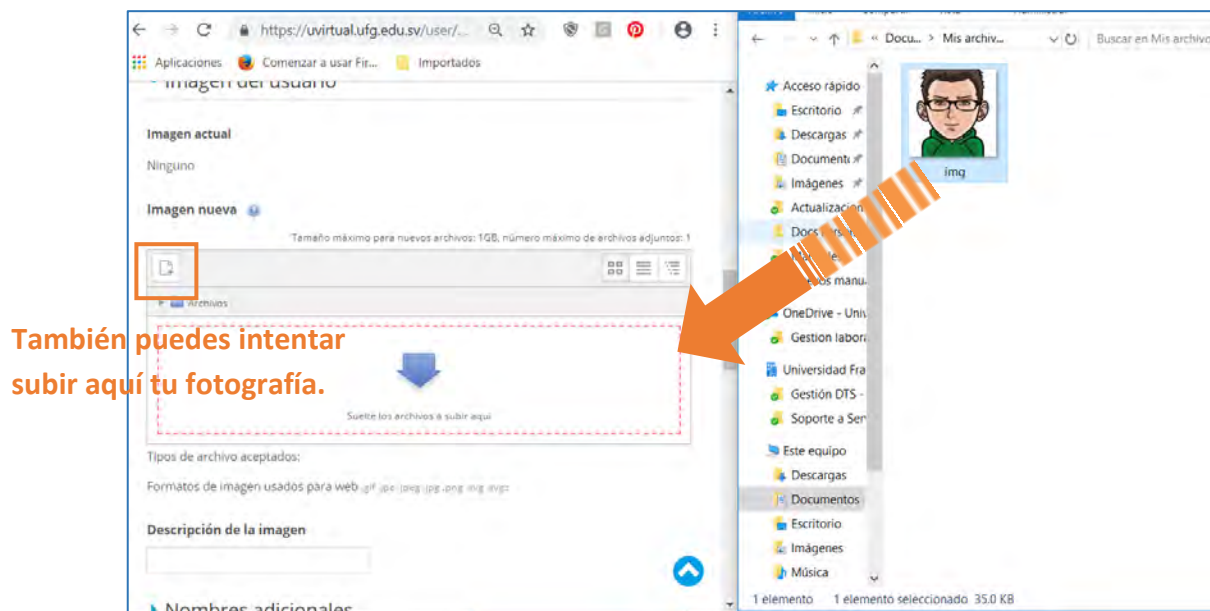 https://uvirtual.ufg.edu.sv/user/...
Aplicaciones
Comenzar a usar Fir...
Importados
Imagen del usuario
Imagen actual
Ninguno
Imagen nueva
Tamaño máximo para nuevos archivos: 1GB, número máximo de archivos adjuntos: 1
Archivos
También puedes intentar
subir aquí tu fotografía.
Suelte los archivos a subir aquí
Tipos de archivo aceptados:
Formatos de imagen usados para web .gif .jpe .jpeg .jpg .png .svg .svgz
Descripción de la imagen
Nombres adicionales
« Docu... > Mis archiv...
Buscar en Mis archivo
img
Acceso rápido
Escritorio
Descargas
Documento
Imágenes
Actualizacion
Docs
manu
OneDrive - Univ
Gestion labora
Universidad Fra
Gestión DTS -
Soporte a Ser
Este equipo
Descargas
Documentos
Escritorio
Imágenes
Música
1 elemento
1 elemento seleccionado 35.0 KB